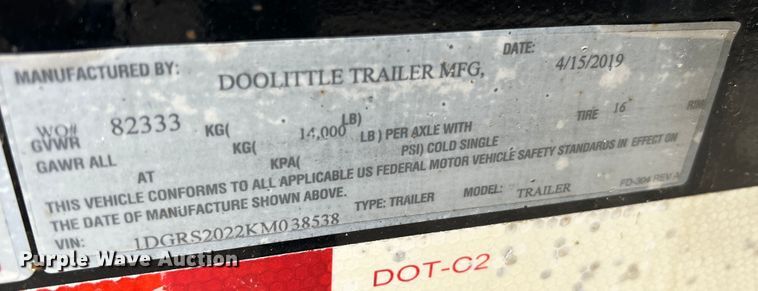 MANUFACTURED BY: DOOLITTLE TRAILER MFG, DATE: 4/15/2019
WO# 82333
GVWR KG( 14,000 LB)
GAWR ALL KG( LB) PER AXLE WITH TIRE 16 RIM
AT KPA( PSI) COLD SINGLE
THIS VEHICLE CONFORMS TO ALL APPLICABLE US FEDERAL MOTOR VEHICLE SAFETY STANDARDS IN EFFECT ON
THE DATE OF MANUFACTURE SHOWN ABOVE.
VIN: 1DGRS2022KM038538 TYPE: TRAILER MODEL: TRAILER FD-304 REV A
DOT-C2
Purple Wave Auction